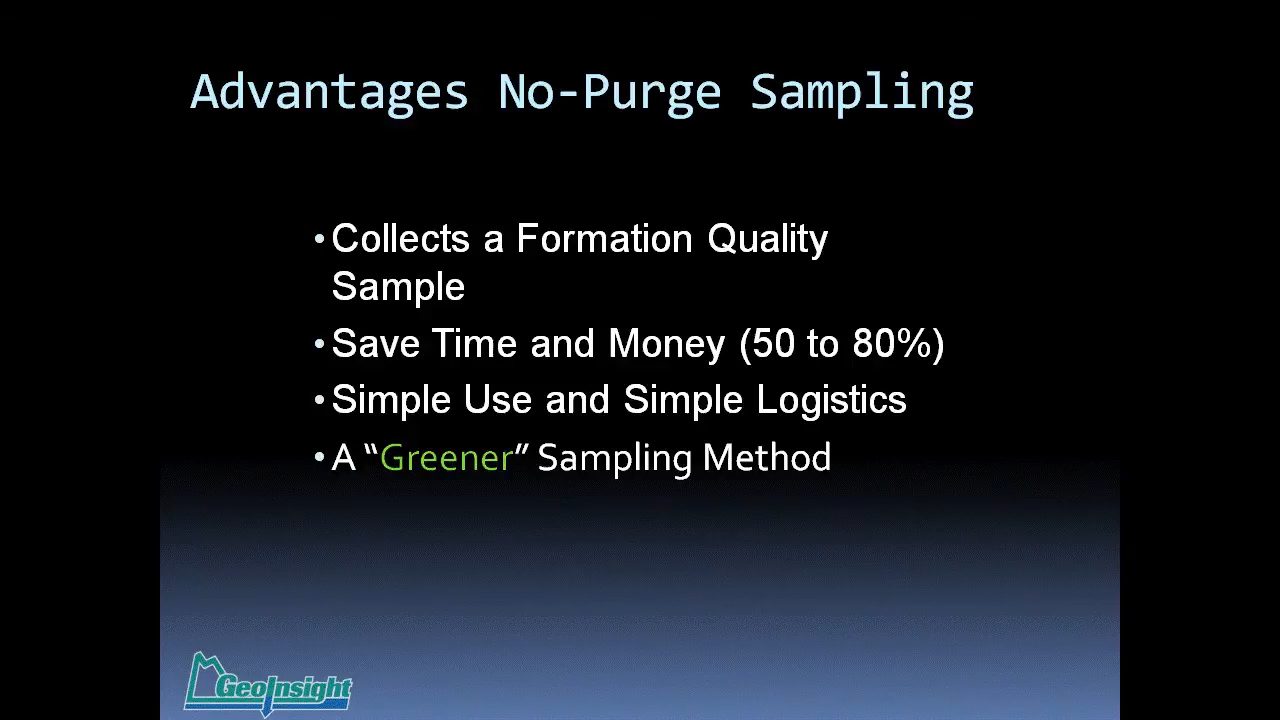 Advantages No-Purge Sampling
•Collects a Formation Quality
Sample
•Save Time and Money (50 to 80%)
•Simple Use and Simple Logistics
•A “Greener” Sampling Method
GeoInsight